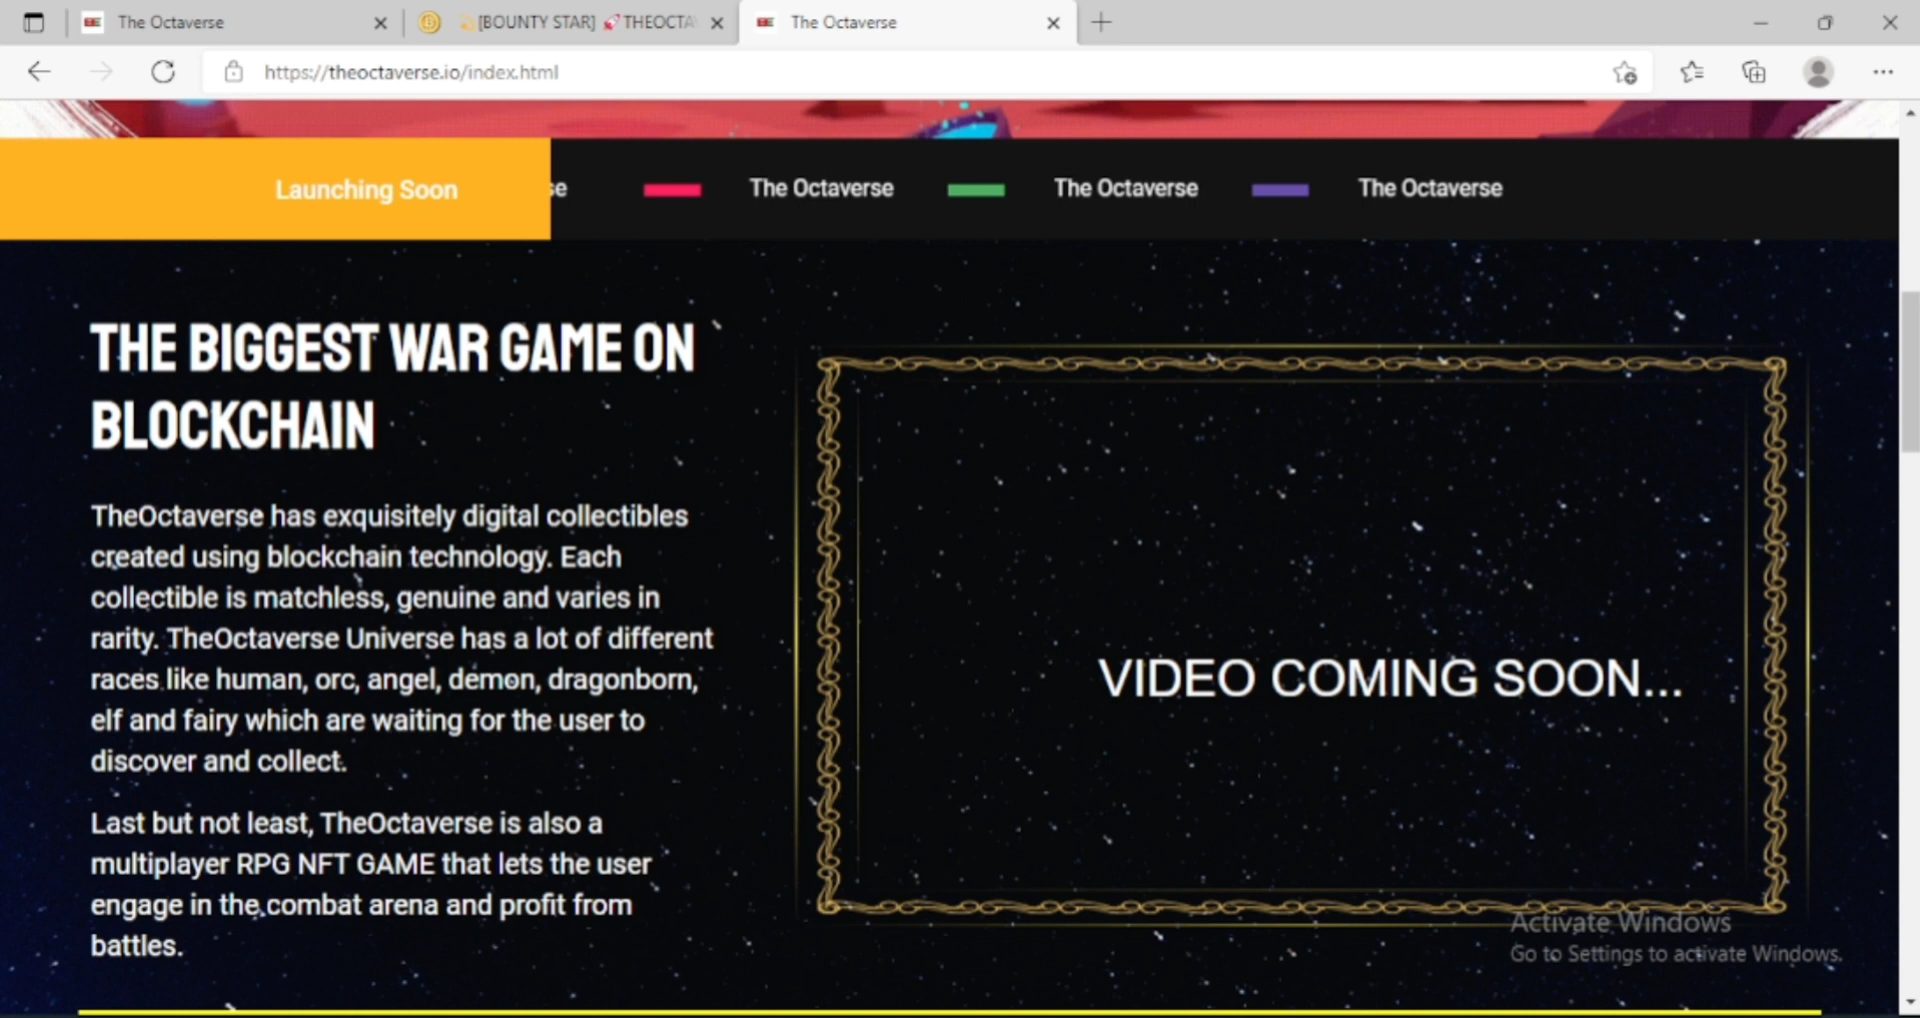 The Octaverse
[BOUNTY STAR] THEOCTA
The Octaverse
https://theoctaverse.io/index.html
Launching Soon
se
The Octaverse
The Octaverse
The Octaverse
THE BIGGEST WAR GAME ON
BLOCKCHAIN
TheOctaverse has exquisitely digital collectibles
created using blockchain technology. Each
collectible is matchless, genuine and varies in
rarity. TheOctaverse Universe has a lot of different
races like human, orc, angel, demon, dragonborn,
elf and fairy which are waiting for the user to
discover and collect.
Last but not least, TheOctaverse is also a
multiplayer RPG NFT GAME that lets the user
engage in the combat arena and profit from
battles.
VIDEO COMING SOON...
Activate Windows
Go to Settings to activate Windows.